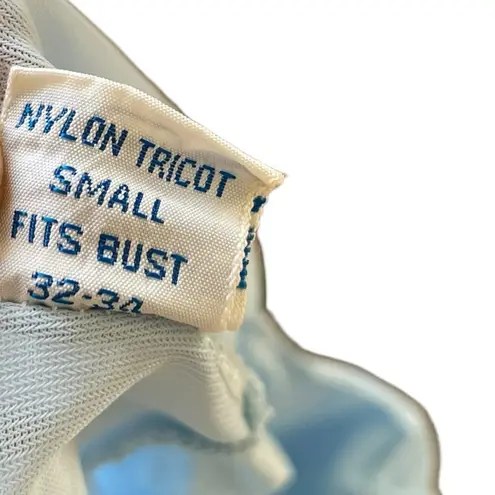 NYLON TRICOT
SMALL
FITS BUST
32-34